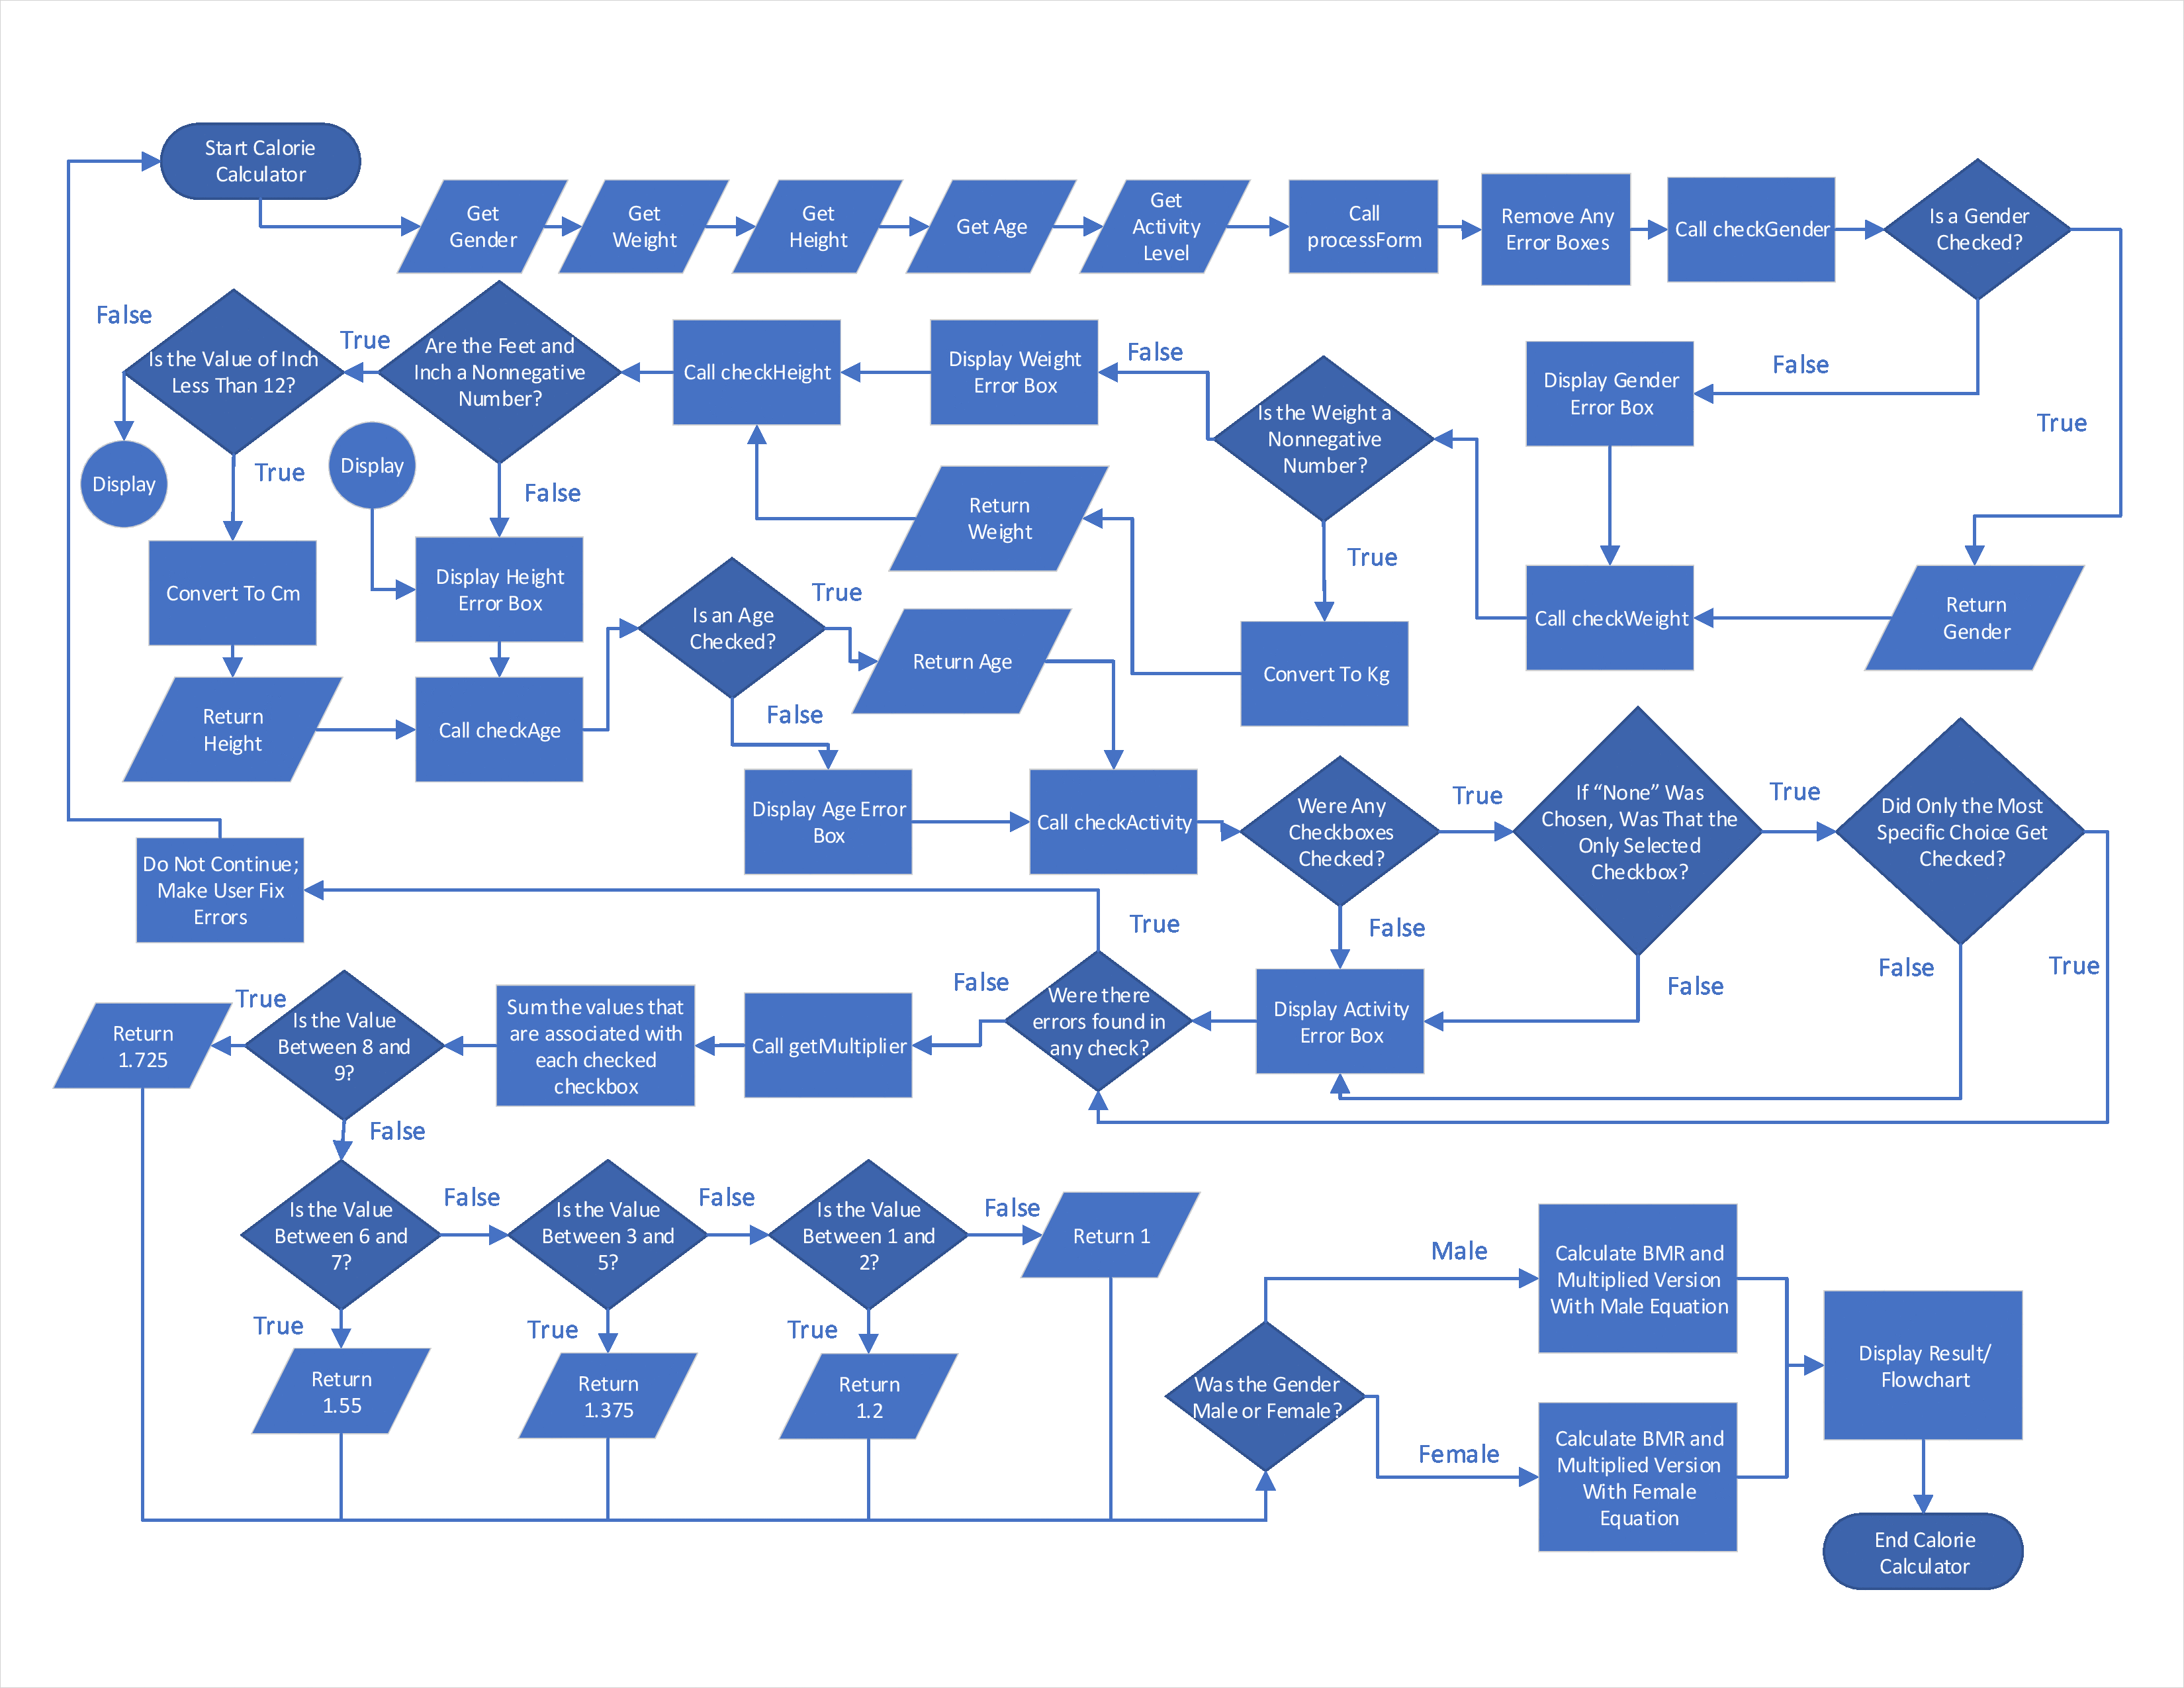 Start Calorie
Calculator
Get
Gender
Get
Weight
Get
Height
Get Age
Get
Activity
Level
Call
processForm
Remove Any
Error Boxes
Call checkGender
Is a Gender
Checked?
False
True
Display Gender
Error Box
Return
Gender
Call checkWeight
Is the Weight a
Nonnegative
Number?
False
True
Display Weight
Error Box
Convert To Kg
Return
Weight
Call checkHeight
Are the Feet and
Inch a Nonnegative
Number?
True
False
Is the Value of Inch
Less Than 12?
False
True
Display
Display
Convert To Cm
Display Height
Error Box
Return
Height
Call checkAge
Is an Age
Checked?
True
False
Return Age
Display Age Error
Box
Call checkActivity
Were Any
Checkboxes
Checked?
True
False
If “None” Was
Chosen, Was That the
Only Selected
Checkbox?
True
False
Did Only the Most
Specific Choice Get
Checked?
False
True
Display Activity
Error Box
Were there
errors found in
any check?
True
False
Do Not Continue;
Make User Fix
Errors
Call getMultiplier
Sum the values that
are associated with
each checked
checkbox
Is the Value
Between 8 and
9?
True
False
Return
1.725
Is the Value
Between 6 and
7?
False
True
Return
1.55
Is the Value
Between 3 and
5?
False
True
Return
1.375
Is the Value
Between 1 and
2?
False
True
Return
1.2
Return 1
Was the Gender
Male or Female?
Male
Female
Calculate BMR and
Multiplied Version
With Male Equation
Calculate BMR and
Multiplied Version
With Female
Equation
Display Result/
Flowchart
End Calorie
Calculator